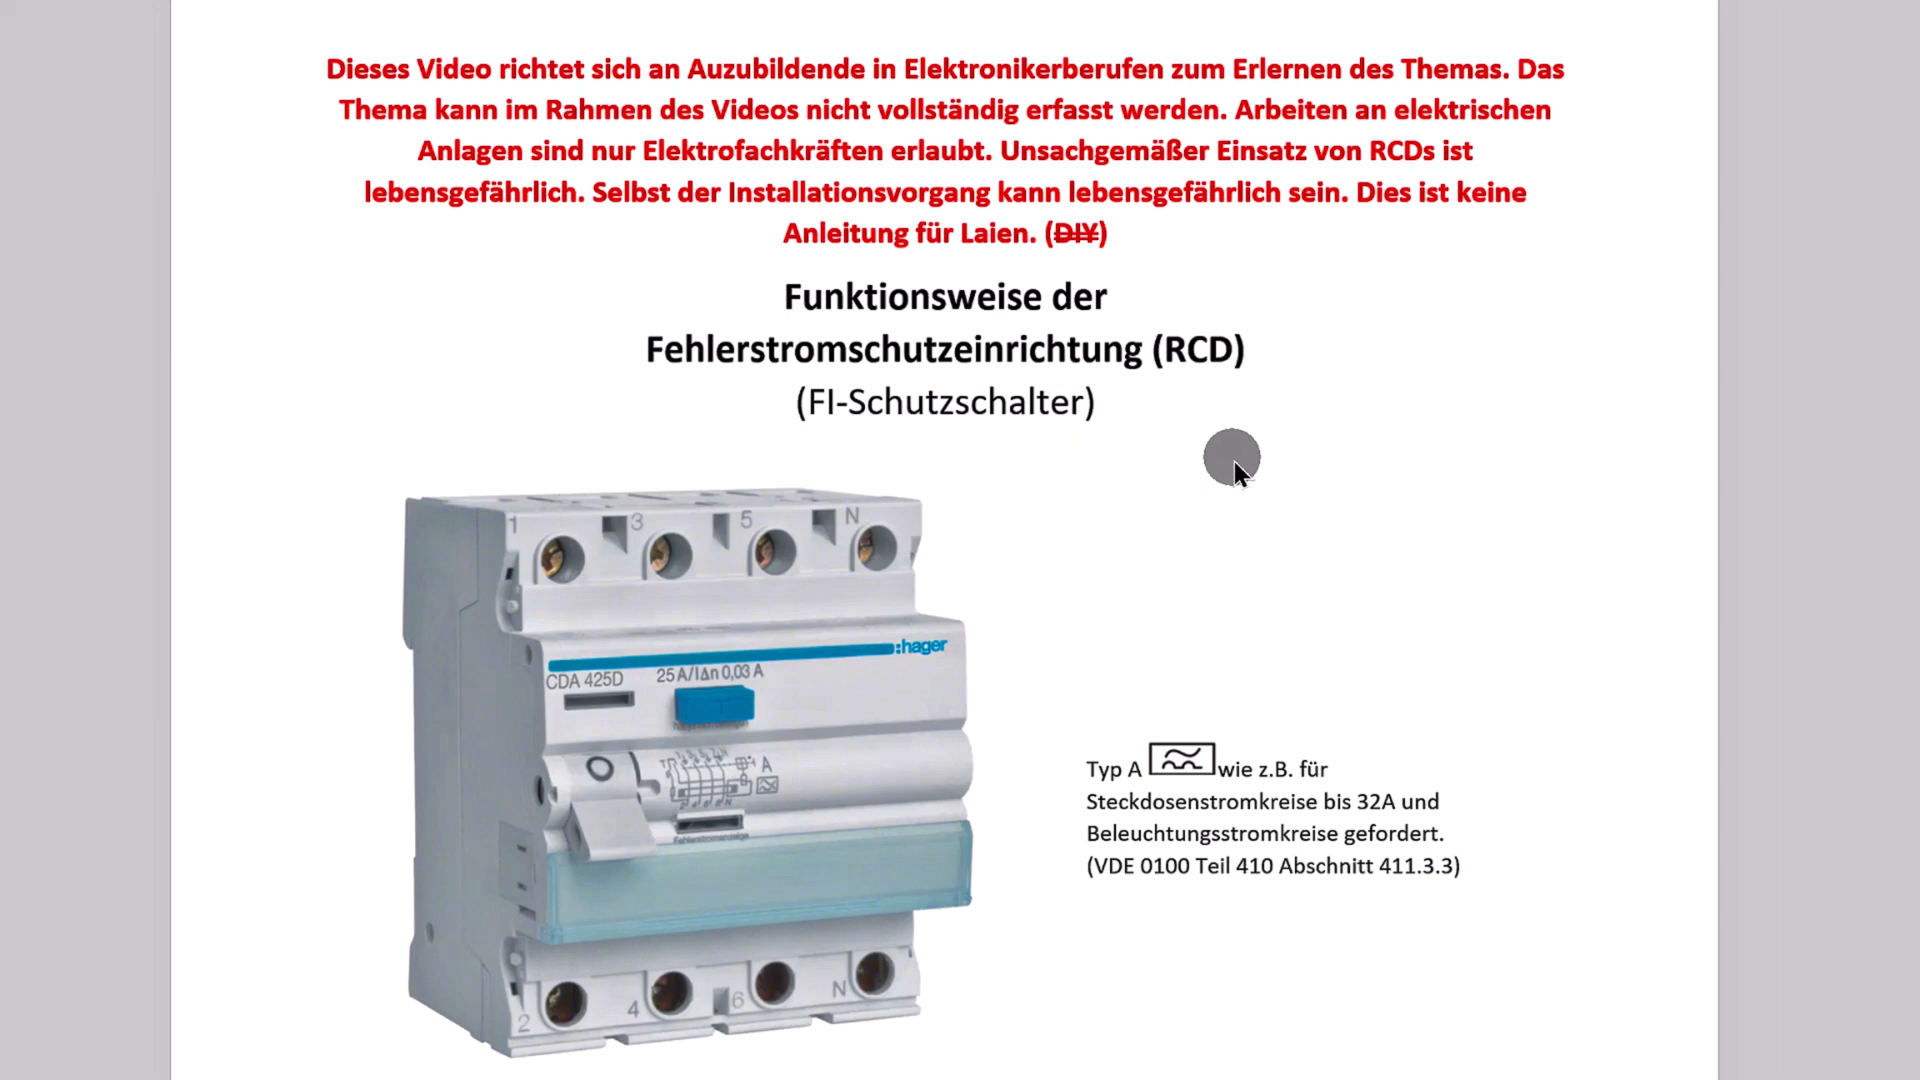 Dieses Video richtet sich an Auzubildende in Elektronikerberufen zum Erlernen des Themas. Das
Thema kann im Rahmen des Videos nicht vollständig erfasst werden. Arbeiten an elektrischen
Anlagen sind nur Elektrofachkräften erlaubt. Unsachgemäßer Einsatz von RCDs ist
lebensgefährlich. Selbst der Installationsvorgang kann lebensgefährlich sein. Dies ist keine
Anleitung für Laien. (DIY)
Funktionsweise der
Fehlerstromschutzeinrichtung (RCD)
(FI-Schutzschalter)
1 3 5 N
:hager
CDA 425D 25 A/IΔn 0,03 A
T
O
A
Fehlerstromanzeige
2 4 6 N
Typ A wie z.B. für
Steckdosenstromkreise bis 32A und
Beleuchtungsstromkreise gefordert.
(VDE 0100 Teil 410 Abschnitt 411.3.3)